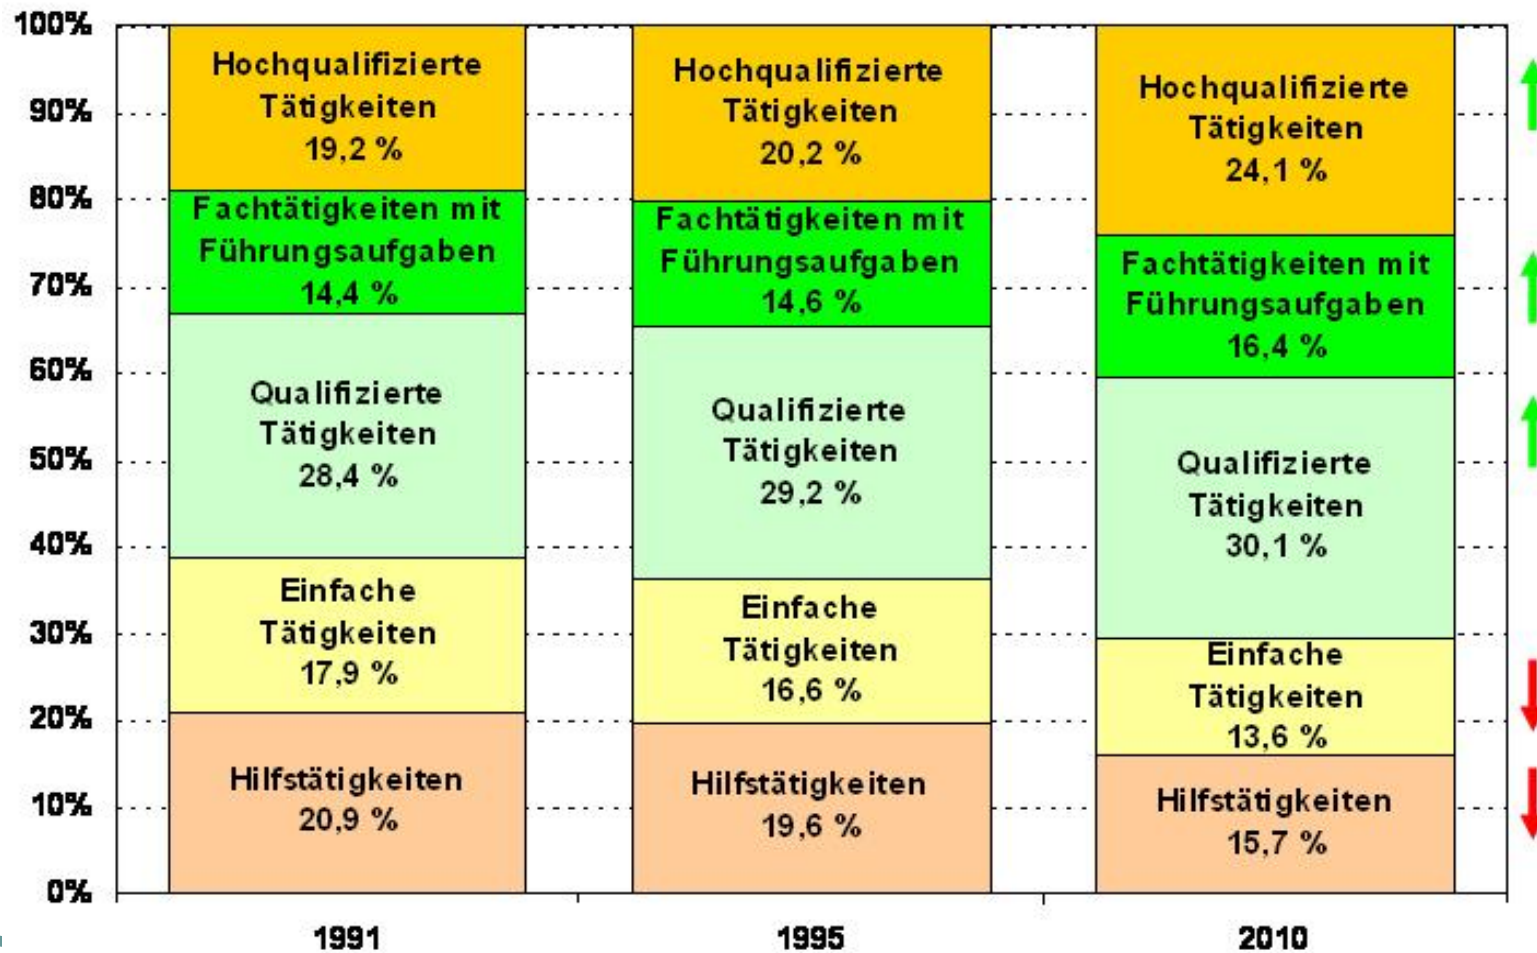 100%
90%
80%
70%
60%
50%
40%
30%
20%
10%
0%
Hochqualifizierte
Tätigkeiten
19,2 %
Fachtätigkeiten mit
Führungsaufgaben
14,4 %
Qualifizierte
Tätigkeiten
28,4 %
Einfache
Tätigkeiten
17,9 %
Hilfstätigkeiten
20,9 %
Hochqualifizierte
Tätigkeiten
20,2 %
Fachtätigkeiten mit
Führungsaufgaben
14,6 %
Qualifizierte
Tätigkeiten
29,2 %
Einfache
Tätigkeiten
16,6 %
Hilfstätigkeiten
19,6 %
Hochqualifizierte
Tätigkeiten
24,1 %
Fachtätigkeiten mit
Führungsaufgaben
16,4 %
Qualifizierte
Tätigkeiten
30,1 %
Einfache
Tätigkeiten
13,6 %
Hilfstätigkeiten
15,7 %
1991
1995
2010